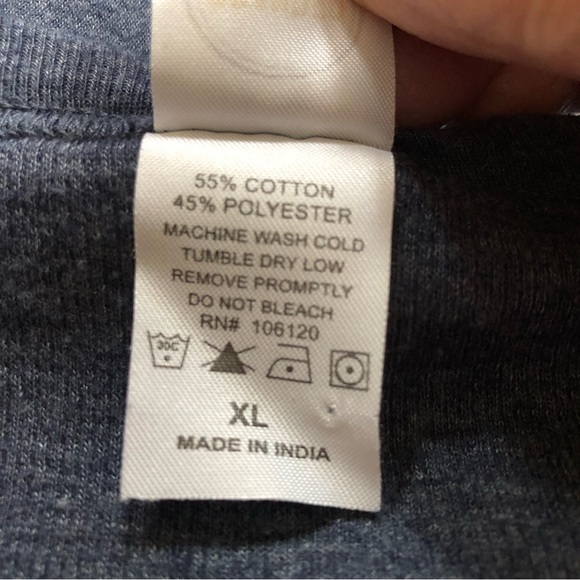 55% COTTON
45% POLYESTER
MACHINE WASH COLD
TUMBLE DRY LOW
REMOVE PROMPTLY
DO NOT BLEACH
RN# 106120
30C
XL
MADE IN INDIA